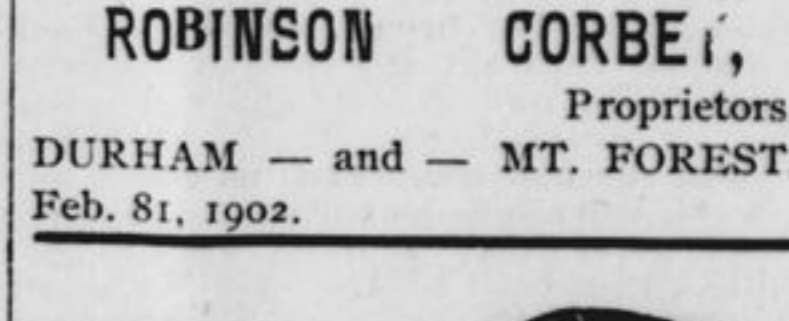 ROBINSON CORBET,
Proprietors
DURHAM — and — MT. FOREST.
Feb. 81, 1902.